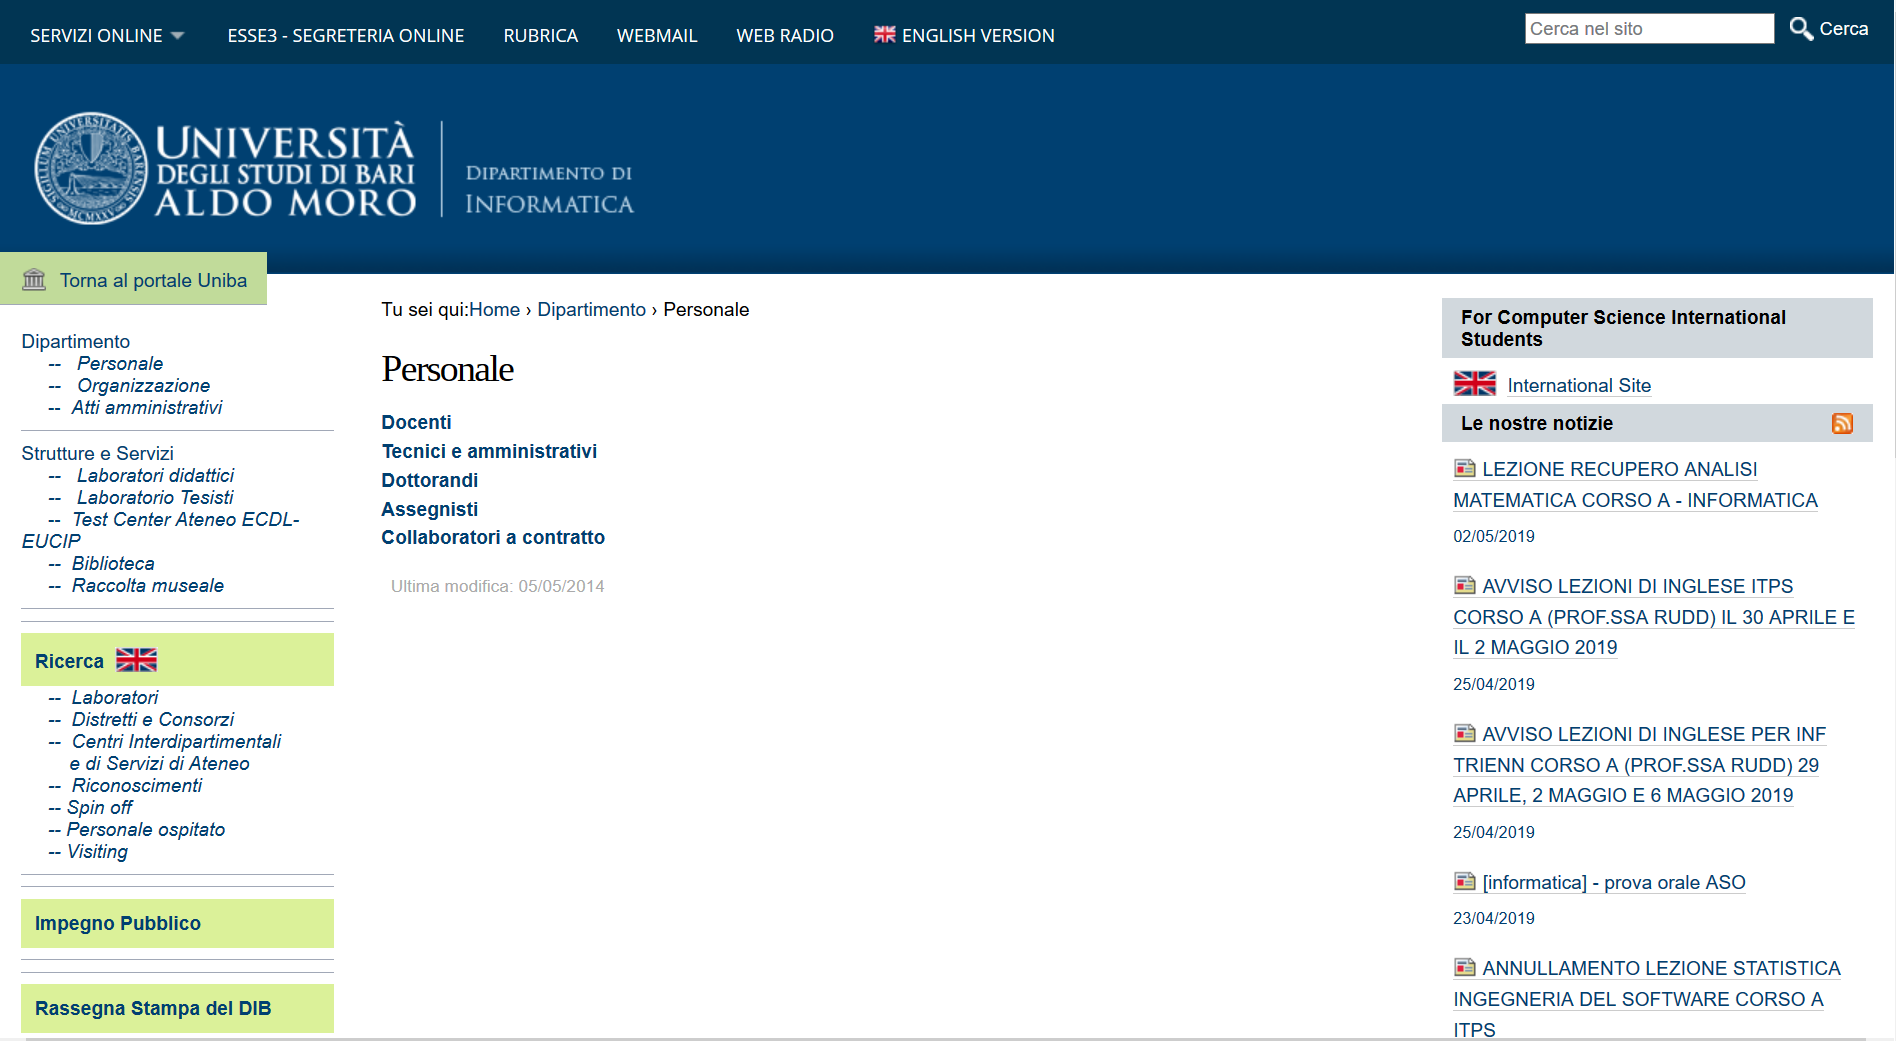 SERVIZI ONLINE
ESSE3 - SEGRETERIA ONLINE
RUBRICA
WEBMAIL
WEB RADIO
ENGLISH VERSION
Cerca nel sito
Cerca
SIGILLUM UNIVERSITATIS BARENSIS
MCMXXV
UNIVERSITÀ
DEGLI STUDI DI BARI
ALDO MORO
DIPARTIMENTO DI
INFORMATICA
Torna al portale Uniba
Dipartimento
-- Personale
-- Organizzazione
-- Atti amministrativi
Strutture e Servizi
-- Laboratori didattici
-- Laboratorio Tesisti
-- Test Center Ateneo ECDL-
EUCIP
-- Biblioteca
-- Raccolta museale
Ricerca
-- Laboratori
-- Distretti e Consorzi
-- Centri Interdipartimentali
e di Servizi di Ateneo
-- Riconoscimenti
-- Spin off
-- Personale ospitato
-- Visiting
Impegno Pubblico
Rassegna Stampa del DIB
Tu sei qui:Home › Dipartimento › Personale
Personale
Docenti
Tecnici e amministrativi
Dottorandi
Assegnisti
Collaboratori a contratto
Ultima modifica: 05/05/2014
For Computer Science International
Students
International Site
Le nostre notizie
LEZIONE RECUPERO ANALISI
MATEMATICA CORSO A - INFORMATICA
02/05/2019
AVVISO LEZIONI DI INGLESE ITPS
CORSO A (PROF.SSA RUDD) IL 30 APRILE E
IL 2 MAGGIO 2019
25/04/2019
AVVISO LEZIONI DI INGLESE PER INF
TRIENN CORSO A (PROF.SSA RUDD) 29
APRILE, 2 MAGGIO E 6 MAGGIO 2019
25/04/2019
[informatica] - prova orale ASO
23/04/2019
ANNULLAMENTO LEZIONE STATISTICA
INGEGNERIA DEL SOFTWARE CORSO A
ITPS